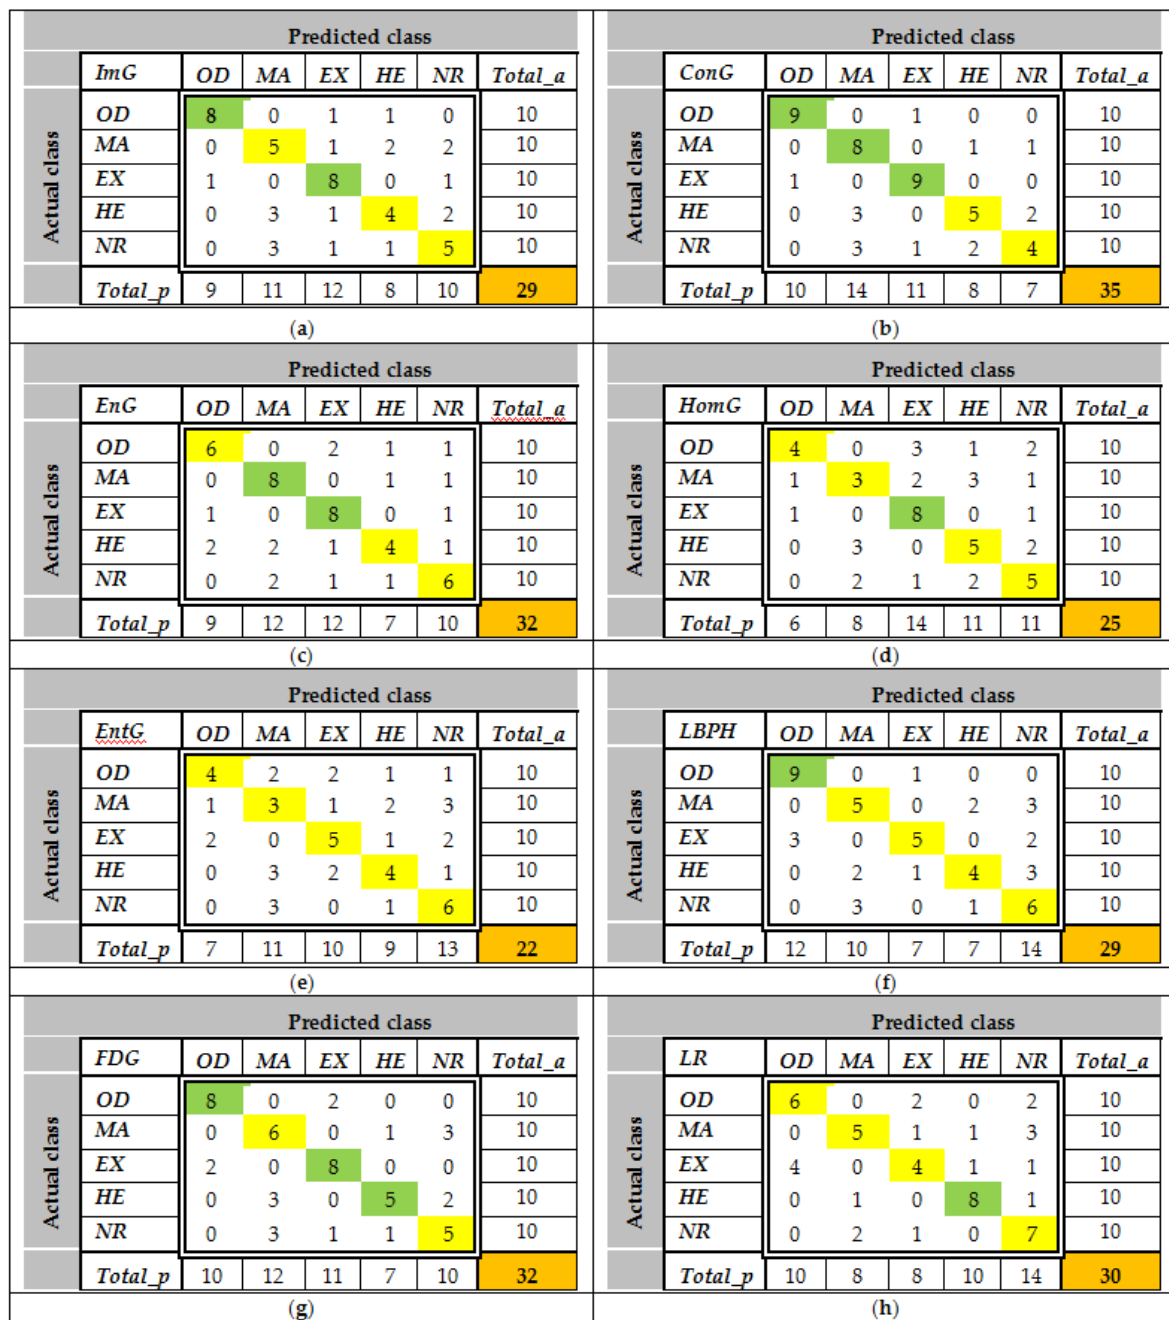 Predicted class
ImG OD MA EX HE NR Total_a
Actual class
OD 8 0 1 1 0 10
MA 0 5 1 2 2 10
EX 1 0 8 0 1 10
HE 0 3 1 4 2 10
NR 0 3 1 1 5 10
Total_p 9 11 12 8 10 29
(a)
Predicted class
ConG OD MA EX HE NR Total_a
Actual class
OD 9 0 1 0 0 10
MA 0 8 0 1 1 10
EX 1 0 9 0 0 10
HE 0 3 0 5 2 10
NR 0 3 1 2 4 10
Total_p 10 14 11 8 7 35
(b)
Predicted class
EnG OD MA EX HE NR Total_a
Actual class
OD 6 0 2 1 1 10
MA 0 8 0 1 1 10
EX 1 0 8 0 1 10
HE 2 2 1 4 1 10
NR 0 2 1 1 6 10
Total_p 9 12 12 7 10 32
(c)
Predicted class
HomG OD MA EX HE NR Total_a
Actual class
OD 4 0 3 1 2 10
MA 1 3 2 3 1 10
EX 1 0 8 0 1 10
HE 0 3 0 5 2 10
NR 0 2 1 2 5 10
Total_p 6 8 14 11 11 25
(d)
Predicted class
EntG OD MA EX HE NR Total_a
Actual class
OD 4 2 2 1 1 10
MA 1 3 1 2 3 10
EX 2 0 5 1 2 10
HE 0 3 2 4 1 10
NR 0 3 0 1 6 10
Total_p 7 11 10 9 13 22
(e)
Predicted class
LBPH OD MA EX HE NR Total_a
Actual class
OD 9 0 1 0 0 10
MA 0 5 0 2 3 10
EX 3 0 5 0 2 10
HE 0 2 1 4 3 10
NR 0 3 0 1 6 10
Total_p 12 10 7 7 14 29
(f)
Predicted class
FDG OD MA EX HE NR Total_a
Actual class
OD 8 0 2 0 0 10
MA 0 6 0 1 3 10
EX 2 0 8 0 0 10
HE 0 3 0 5 2 10
NR 0 3 1 1 5 10
Total_p 10 12 11 7 10 32
(g)
Predicted class
LR OD MA EX HE NR Total_a
Actual class
OD 6 0 2 0 2 10
MA 0 5 1 1 3 10
EX 4 0 4 1 1 10
HE 0 1 0 8 1 10
NR 0 2 1 0 7 10
Total_p 10 8 8 10 14 30
(h)